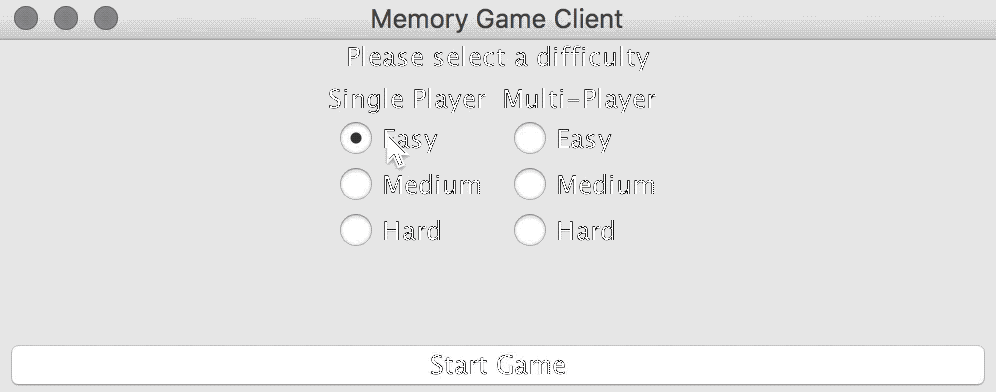 Memory Game Client
Please select a difficulty
Single Player Multi-Player
Easy Easy
Medium Medium
Hard Hard
Start Game